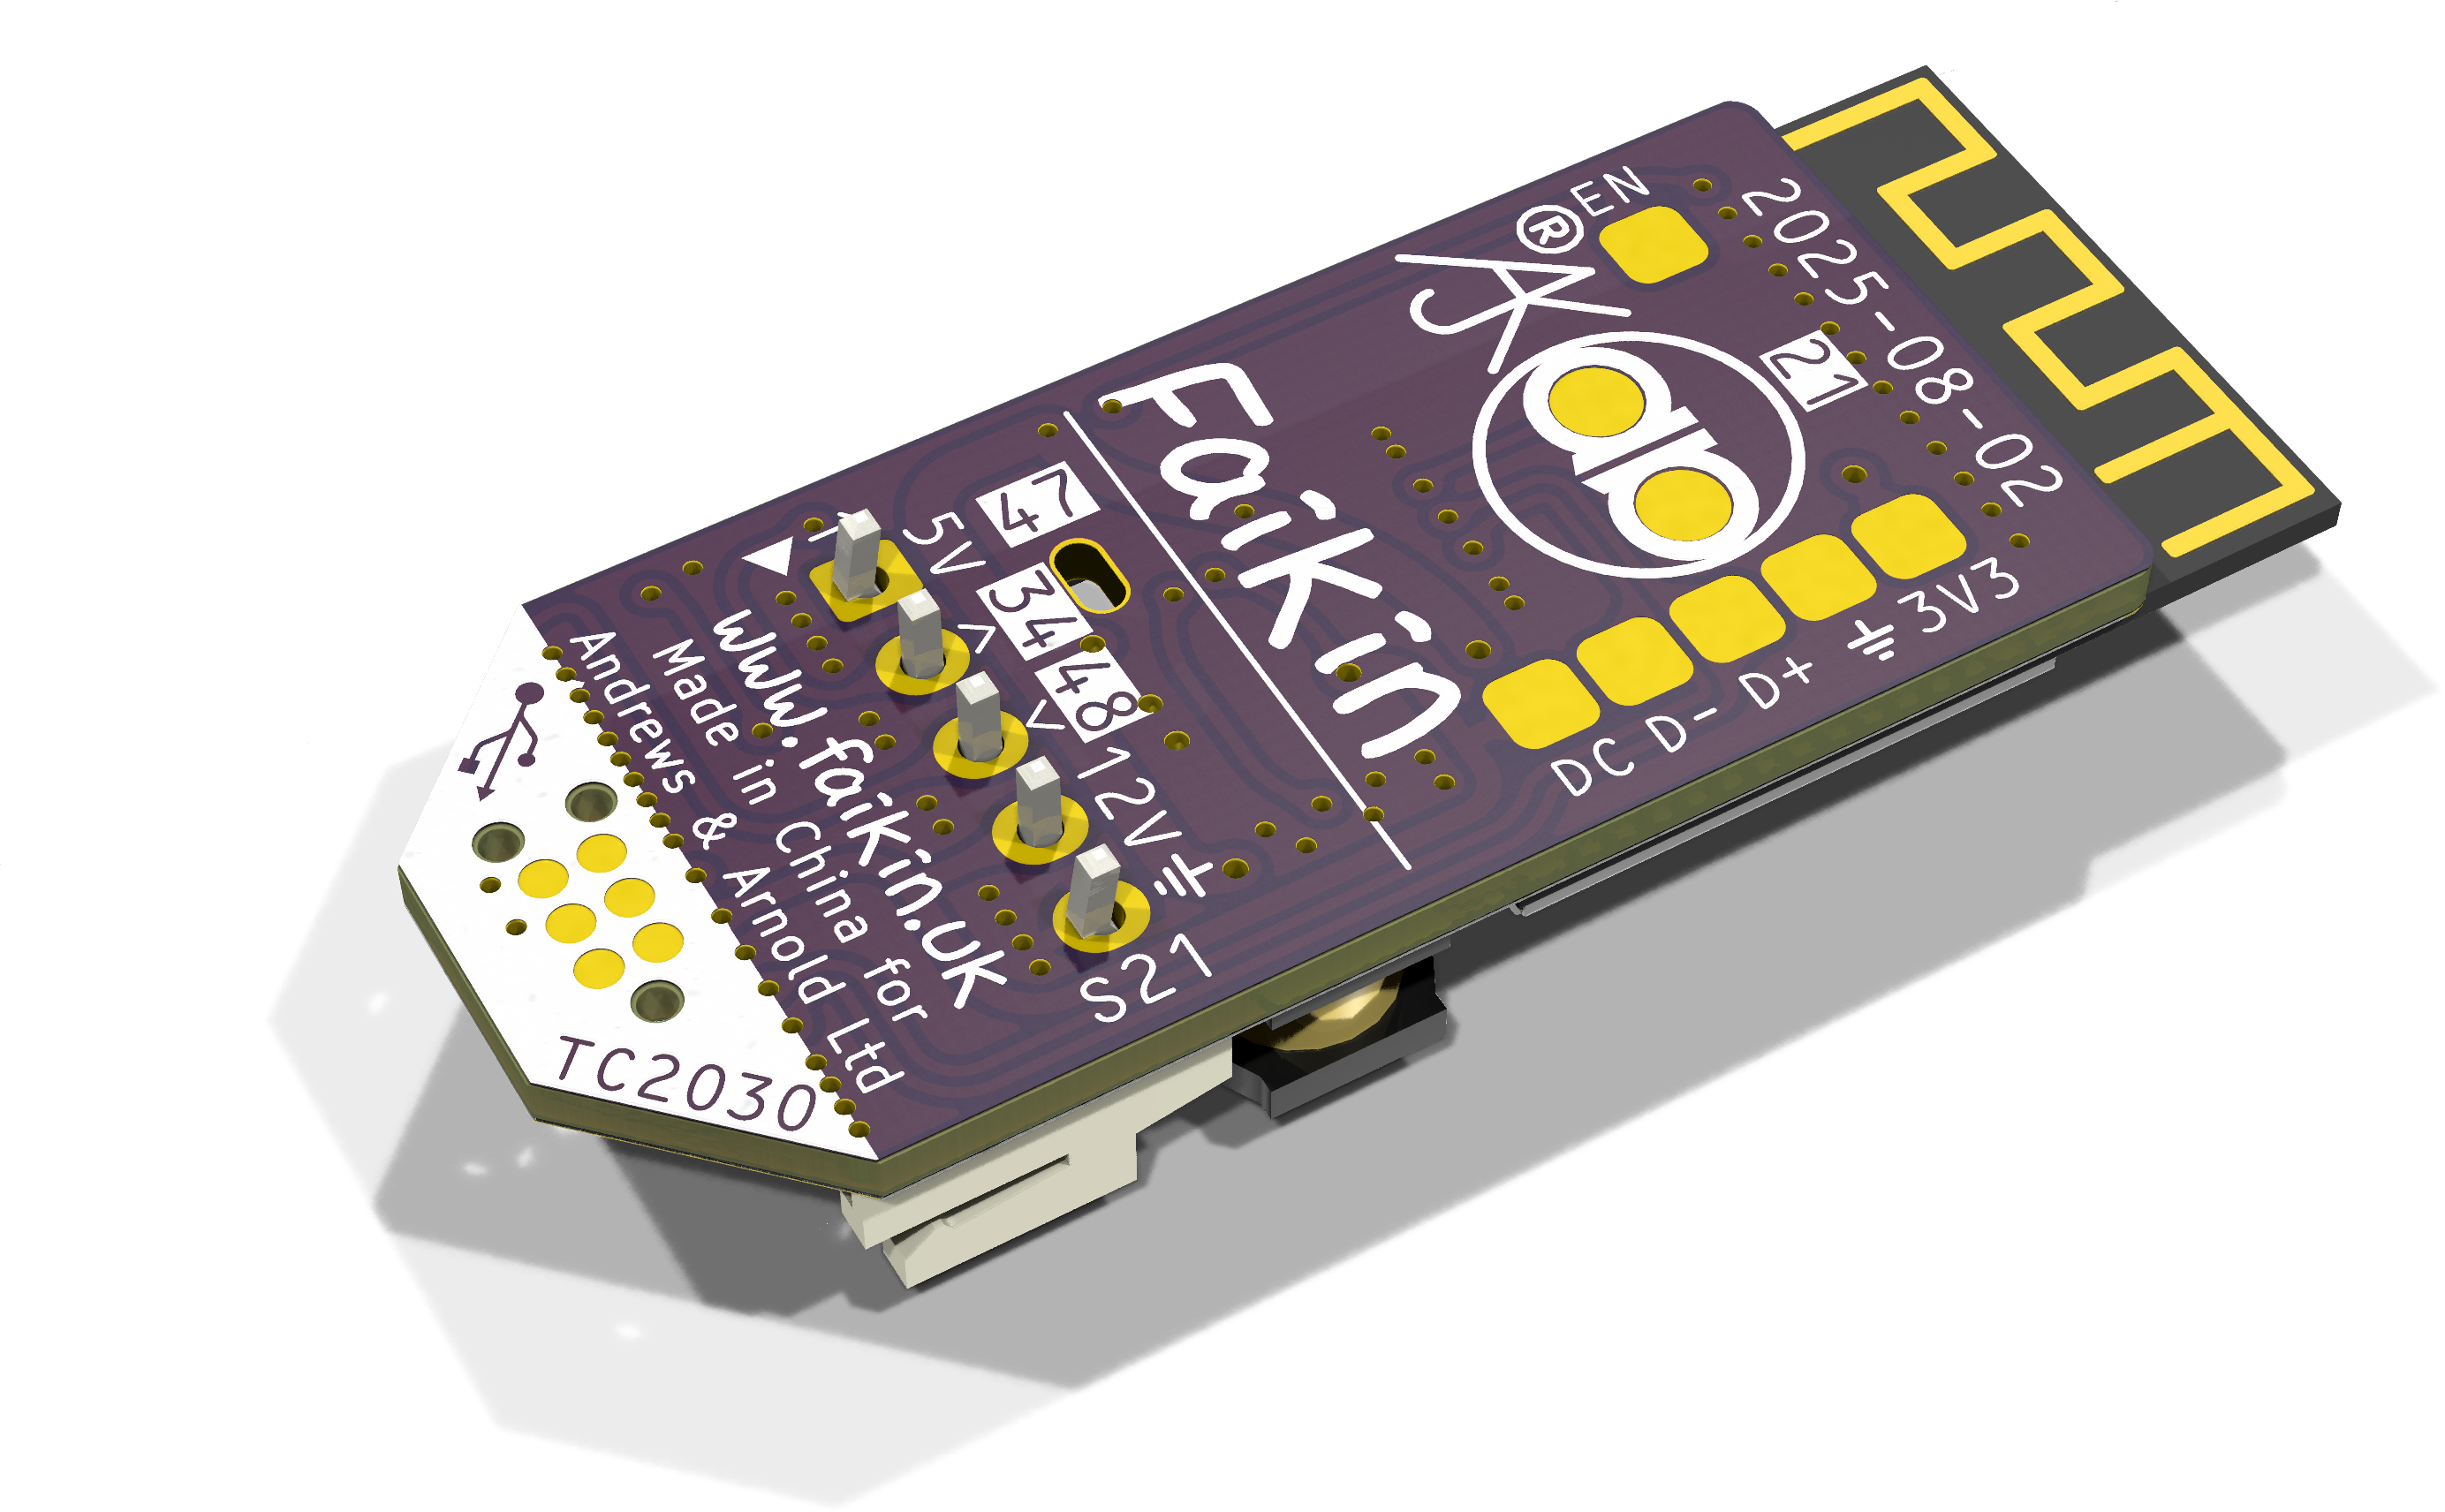 EN
®
2025-08-02
21
Faikin
3V3
D+
D-
DC
47
5V
34
>
48
<
12V
S21
www.faikin.uk
Made in China for
Andrews & Arnold Ltd
TC2030